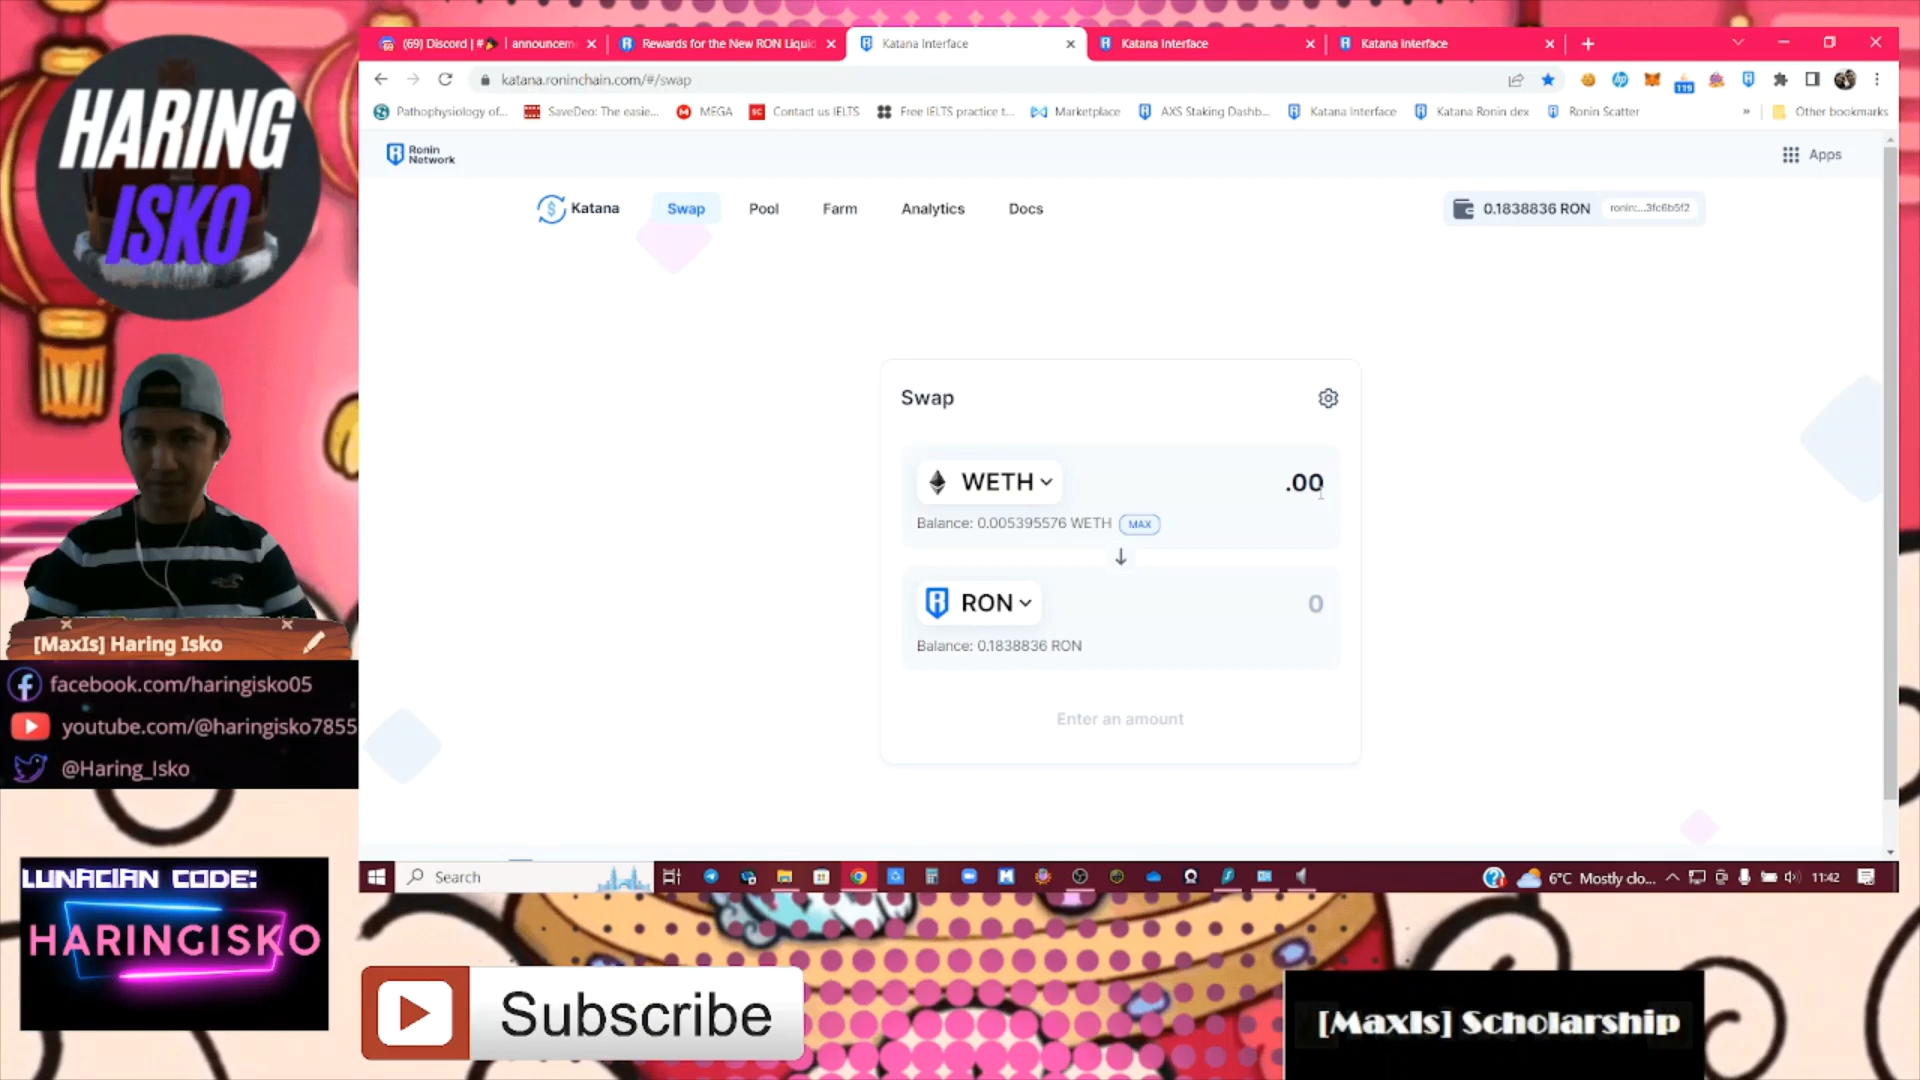 HARING
ISKO
[MaxIs] Haring Isko
facebook.com/haringisko05
youtube.com/@haringisko7855
@Haring_Isko
LUNACIAN CODE:
HARINGISKO
(69) Discord | # | announcem
Rewards for the New RON Liquid
Katana Interface
Katana Interface
Katana Interface
katana.roninchain.com/#/swap
119
Pathophysiology of...
SaveDeo: The easie...
MEGA
Contact us IELTS
Free IELTS practice t...
Marketplace
AXS Staking Dashb...
Katana Interface
Katana Ronin dex
Ronin Scatter
»
Other bookmarks
Ronin
Network
Apps
Katana
Swap
Pool
Farm
Analytics
Docs
0.1838836 RON
ronin:...3fc6b5f2
Swap
WETH
.00
Balance: 0.005395576 WETH
MAX
RON
0
Balance: 0.1838836 RON
Enter an amount
Search
6°C Mostly clo...
11:42
Subscribe
[MaxIs] Scholarship